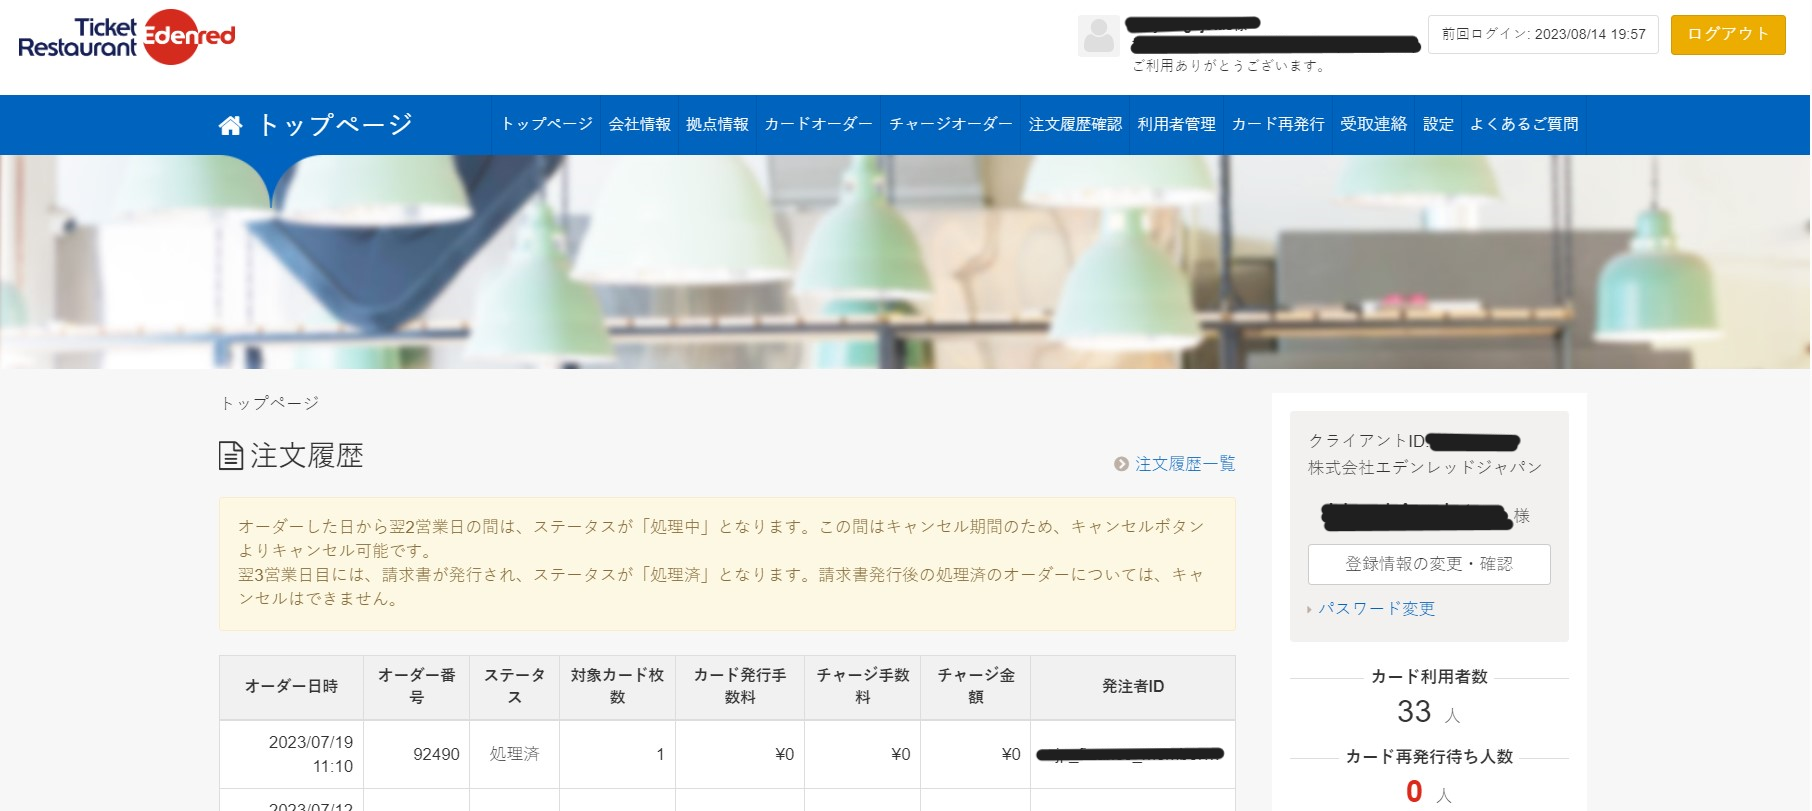 Ticket
Restaurant Edenred
ご利用ありがとうございます。
前回ログイン: 2023/08/14 19:57
ログアウト
トップページ
トップページ 会社情報 拠点情報 カードオーダー チャージオーダー 注文履歴確認 利用者管理 カード再発行 受取連絡 設定 よくあるご質問
トップページ
注文履歴
注文履歴一覧
オーダーした日から翌2営業日の間は、ステータスが「処理中」となります。この間はキャンセル期間のため、キャンセルボタン
よりキャンセル可能です。
翌3営業日目には、請求書が発行され、ステータスが「処理済」となります。請求書発行後の処理済のオーダーについては、キャ
ンセルはできません。
オーダー日時 オーダー番号 ステータス 対象カード枚数 カード発行手数料 チャージ手数料 チャージ金額 発注者ID
2023/07/19 11:10 92490 処理済 1 ¥0 ¥0 ¥0
2023/07/12
クライアントID
株式会社エデンレッドジャパン
様
登録情報の変更・確認
パスワード変更
カード利用者数
33 人
カード再発行待ち人数
0 人